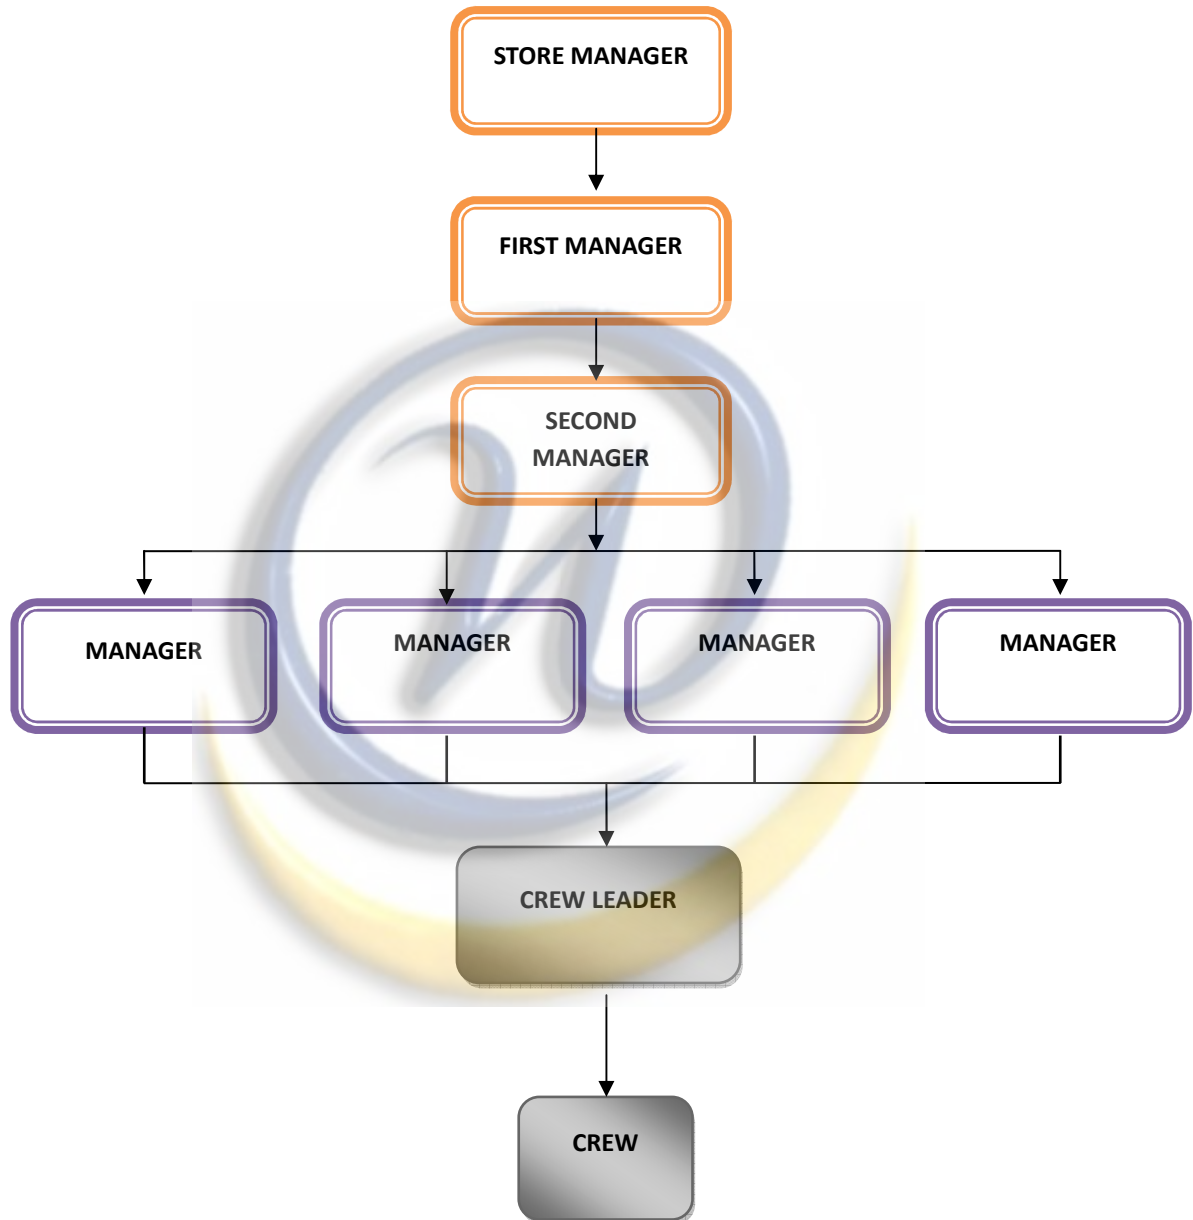 STORE MANAGER
FIRST MANAGER
SECOND
MANAGER
MANAGER
MANAGER
MANAGER
MANAGER
CREW LEADER
CREW